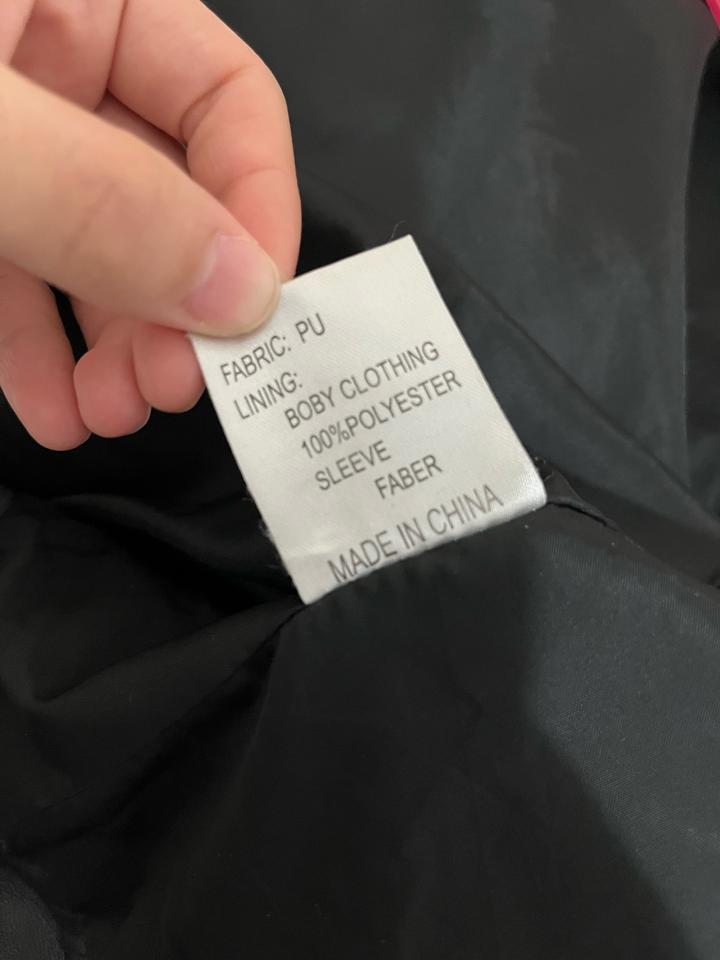 FABRIC: PU
LINING:
BOBY CLOTHING
100%POLYESTER
SLEEVE
FABER
MADE IN CHINA